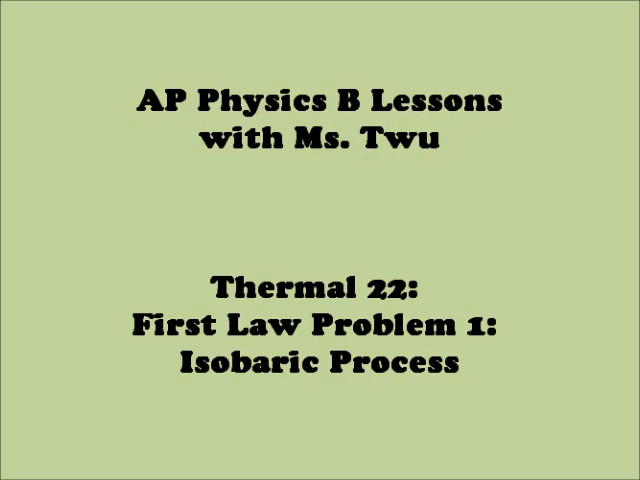 AP Physics B Lessons
with Ms. Twu
Thermal 22:
First Law Problem 1:
Isobaric Process